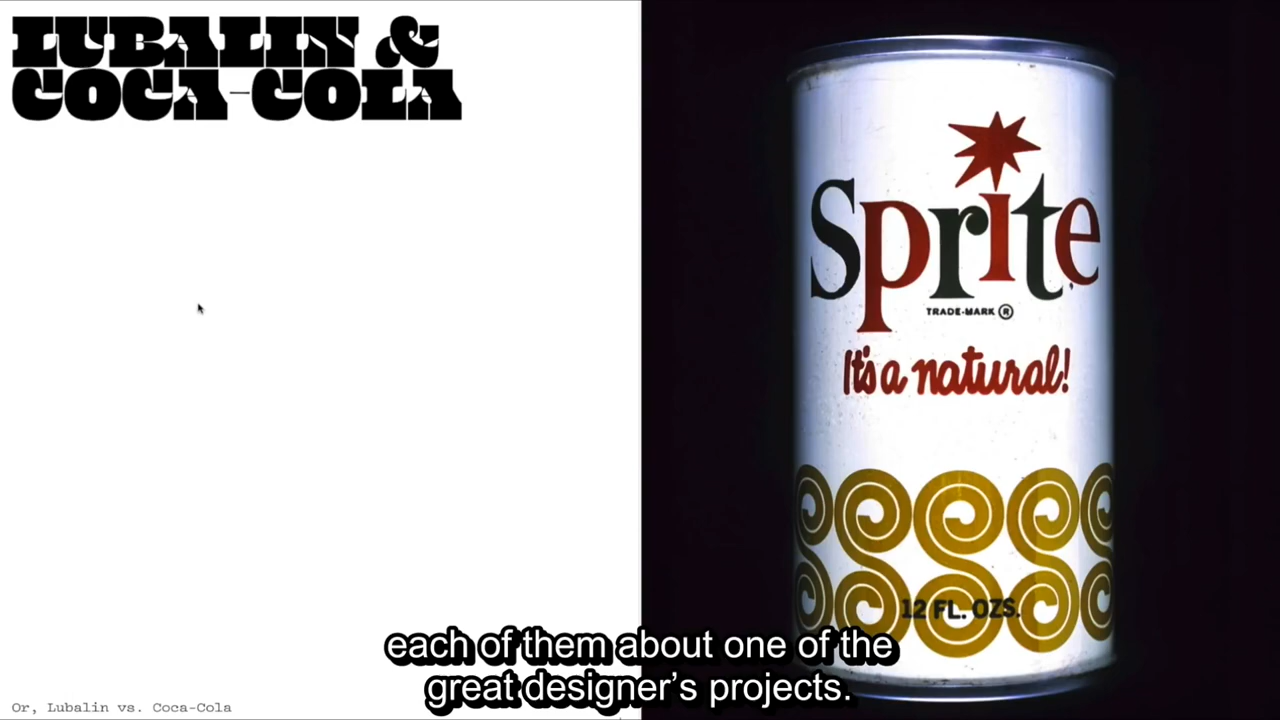 LUBALIN &
COCA-COLA
Sprite
TRADE-MARK ®
It's a natural!
12 FL. OZS.
each of them about one of the
great designer’s projects.
Or, Lubalin vs. Coca-Cola